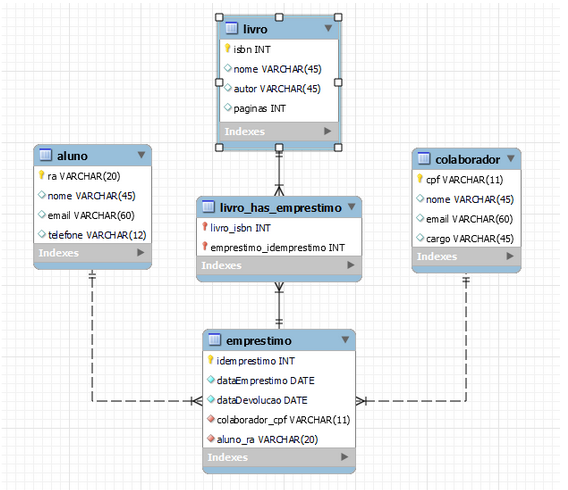 livro
isbn INT
nome VARCHAR(45)
autor VARCHAR(45)
paginas INT
Indexes
aluno
ra VARCHAR(20)
nome VARCHAR(45)
email VARCHAR(60)
telefone VARCHAR(12)
Indexes
livro_has_emprestimo
livro_isbn INT
emprestimo_idemprestimo INT
Indexes
colaborador
cpf VARCHAR(11)
nome VARCHAR(45)
email VARCHAR(60)
cargo VARCHAR(45)
Indexes
emprestimo
idemprestimo INT
dataEmprestimo DATE
dataDevolucao DATE
colaborador_cpf VARCHAR(11)
aluno_ra VARCHAR(20)
Indexes